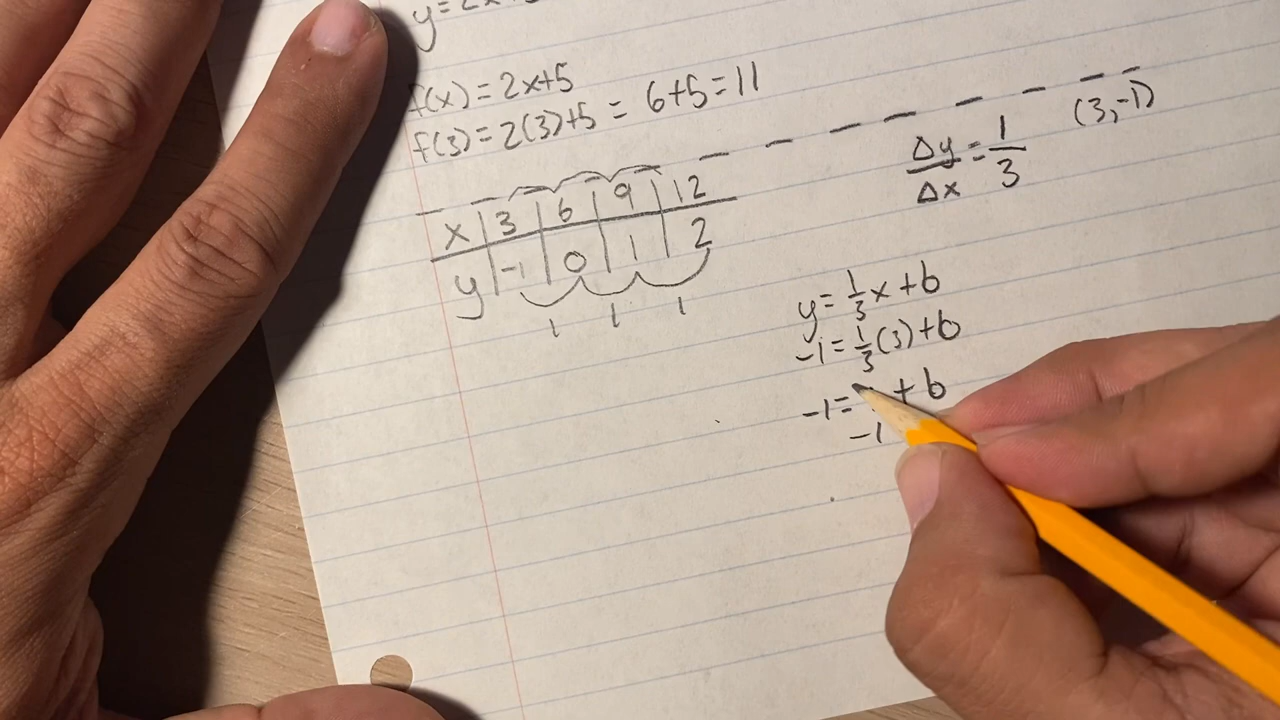 f(x) = 2x+5
f(3) = 2(3)+5 = 6+5 = 11
x | 3 | 6 | 9 | 12
y | -1 | 0 | 1 | 2
1 1 1
Δy/Δx = 1/3
(3,-1)
y = 1/3 x + b
-1 = 1/3 (3) + b
-1 = + b
-1